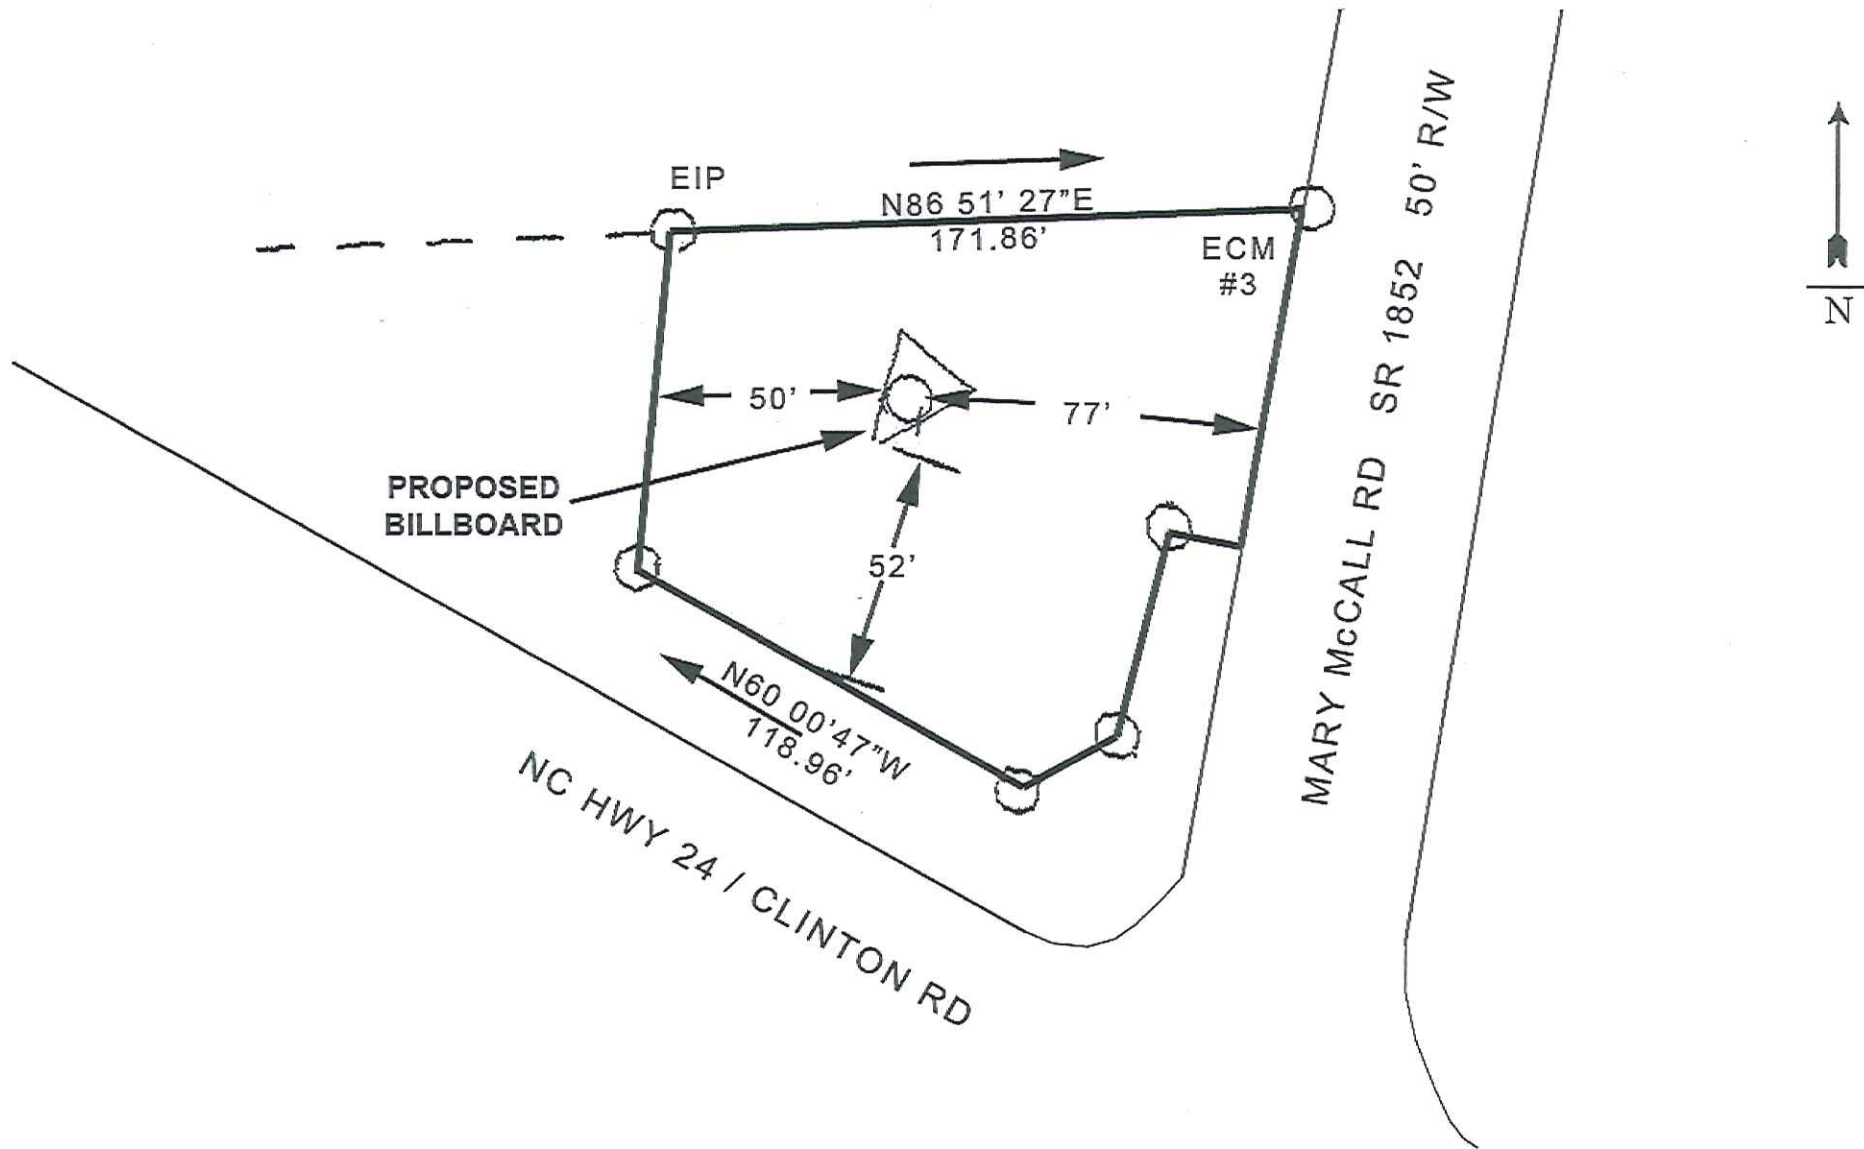 EIP
N86 51' 27"E
171.86'
ECM
#3
50'
77'
PROPOSED
BILLBOARD
52'
N60 00'47"W
118.96'
NC HWY 24 / CLINTON RD
MARY McCALL RD SR 1852 50' R/W
N